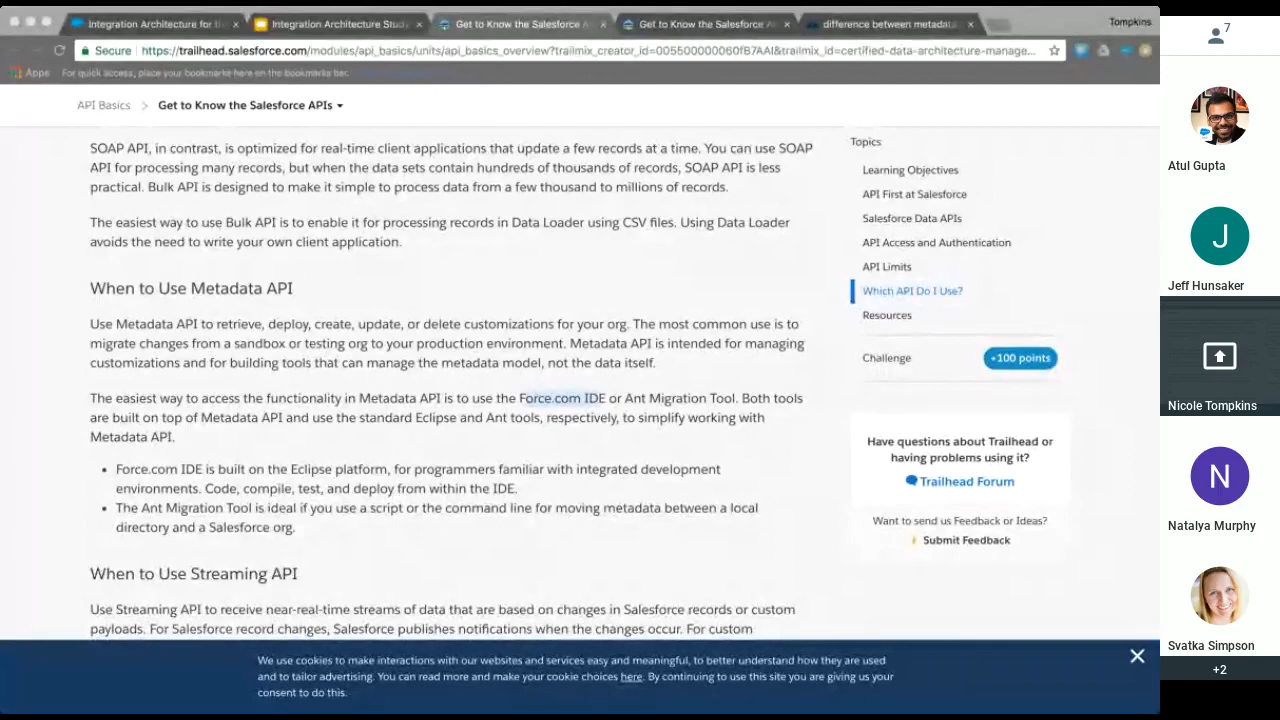 Integration Architecture for th
Integration Architecture Stud
Get to Know the Salesforce A
Get to Know the Salesforce A
difference between metadat
Tompkins
Secure
https://trailhead.salesforce.com/modules/api_basics/units/api_basics_overview?trailmix_creator_id=005500000060fB7AAI&trailmix_id=certified-data-architecture-manage...
Apps
For quick access, place your bookmarks here on the bookmarks bar.
API Basics
Get to Know the Salesforce APIs
SOAP API, in contrast, is optimized for real-time client applications that update a few records at a time. You can use SOAP
API for processing many records, but when the data sets contain hundreds of thousands of records, SOAP API is less
practical. Bulk API is designed to make it simple to process data from a few thousand to millions of records.
The easiest way to use Bulk API is to enable it for processing records in Data Loader using CSV files. Using Data Loader
avoids the need to write your own client application.
When to Use Metadata API
Use Metadata API to retrieve, deploy, create, update, or delete customizations for your org. The most common use is to
migrate changes from a sandbox or testing org to your production environment. Metadata API is intended for managing
customizations and for building tools that can manage the metadata model, not the data itself.
The easiest way to access the functionality in Metadata API is to use the Force.com IDE or Ant Migration Tool. Both tools
are built on top of Metadata API and use the standard Eclipse and Ant tools, respectively, to simplify working with
Metadata API.
• Force.com IDE is built on the Eclipse platform, for programmers familiar with integrated development
environments. Code, compile, test, and deploy from within the IDE.
• The Ant Migration Tool is ideal if you use a script or the command line for moving metadata between a local
directory and a Salesforce org.
When to Use Streaming API
Use Streaming API to receive near-real-time streams of data that are based on changes in Salesforce records or custom
payloads. For Salesforce record changes, Salesforce publishes notifications when the changes occur. For custom
Topics
Learning Objectives
API First at Salesforce
Salesforce Data APIs
API Access and Authentication
API Limits
Which API Do I Use?
Resources
Challenge
+100 points
Have questions about Trailhead or
having problems using it?
Trailhead Forum
Want to send us Feedback or Ideas?
Submit Feedback
We use cookies to make interactions with our websites and services easy and meaningful, to better understand how they are used
and to tailor advertising. You can read more and make your cookie choices here. By continuing to use this site you are giving us your
consent to do this.
7
Atul Gupta
J
Jeff Hunsaker
Nicole Tompkins
N
Natalya Murphy
Svatka Simpson
+2